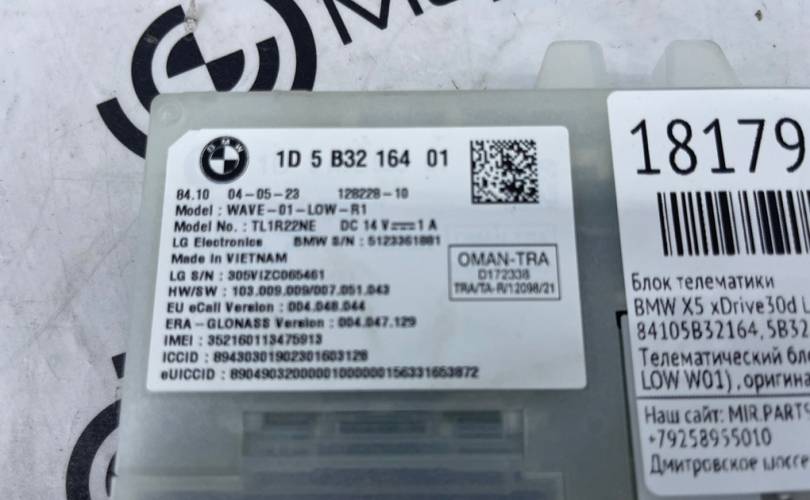 BMW
1D 5 B32 164 01
84.10 04-05-23 128228-10
Model : WAVE-01-LOW-R1
Model No. : TL1R22NE DC 14 V 1 A
LG Electronics BMW S/N : 5123361881
Made In VIETNAM
LG S/N : 305VIZC065461
HW/SW : 103.009.009/007.051.043
EU eCall Version : 004.048.044
ERA-GLONASS Version : 004.047.129
IMEI : 352160113475913
ICCID : 89430301902301603128
eUICCID : 89049032000001000000156331653872
OMAN-TRA
D172338
TRA/TA-R/12098/21
18179
Блок телематики
BMW X5 xDrive30d L
84105B32164, 5B32
Телематический бл
LOW W01), оригина
Наш сайт: MIR.PARTS
+79258955010
Дмитровское шоссе